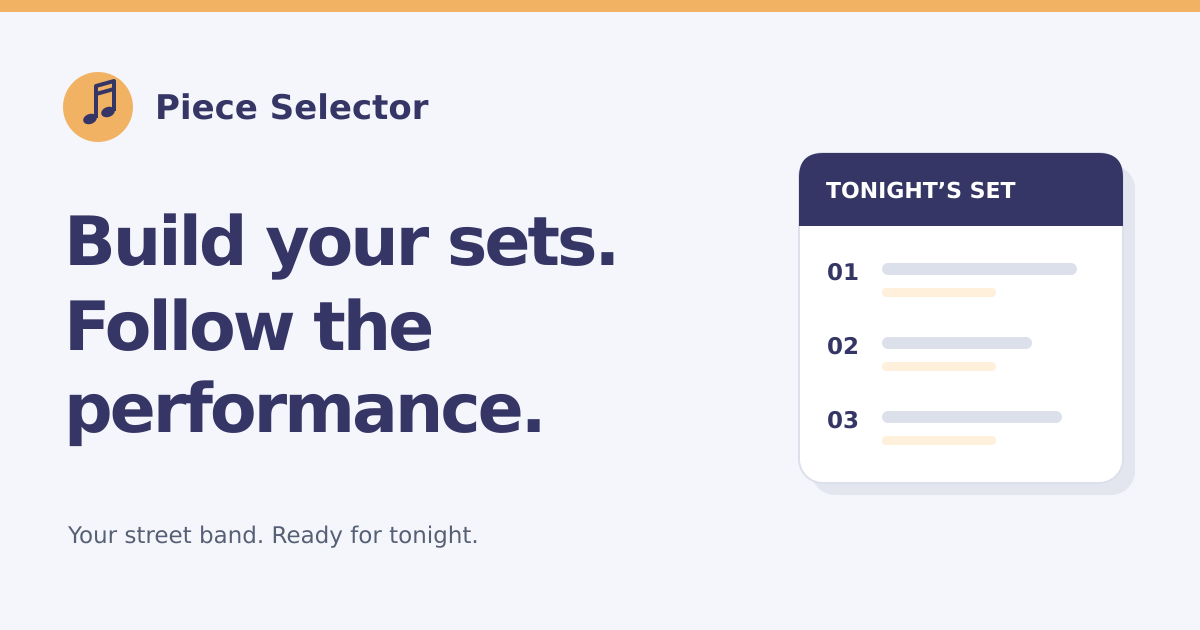 Piece Selector
Build your sets.
Follow the
performance.
Your street band. Ready for tonight.
TONIGHT’S SET
01
02
03